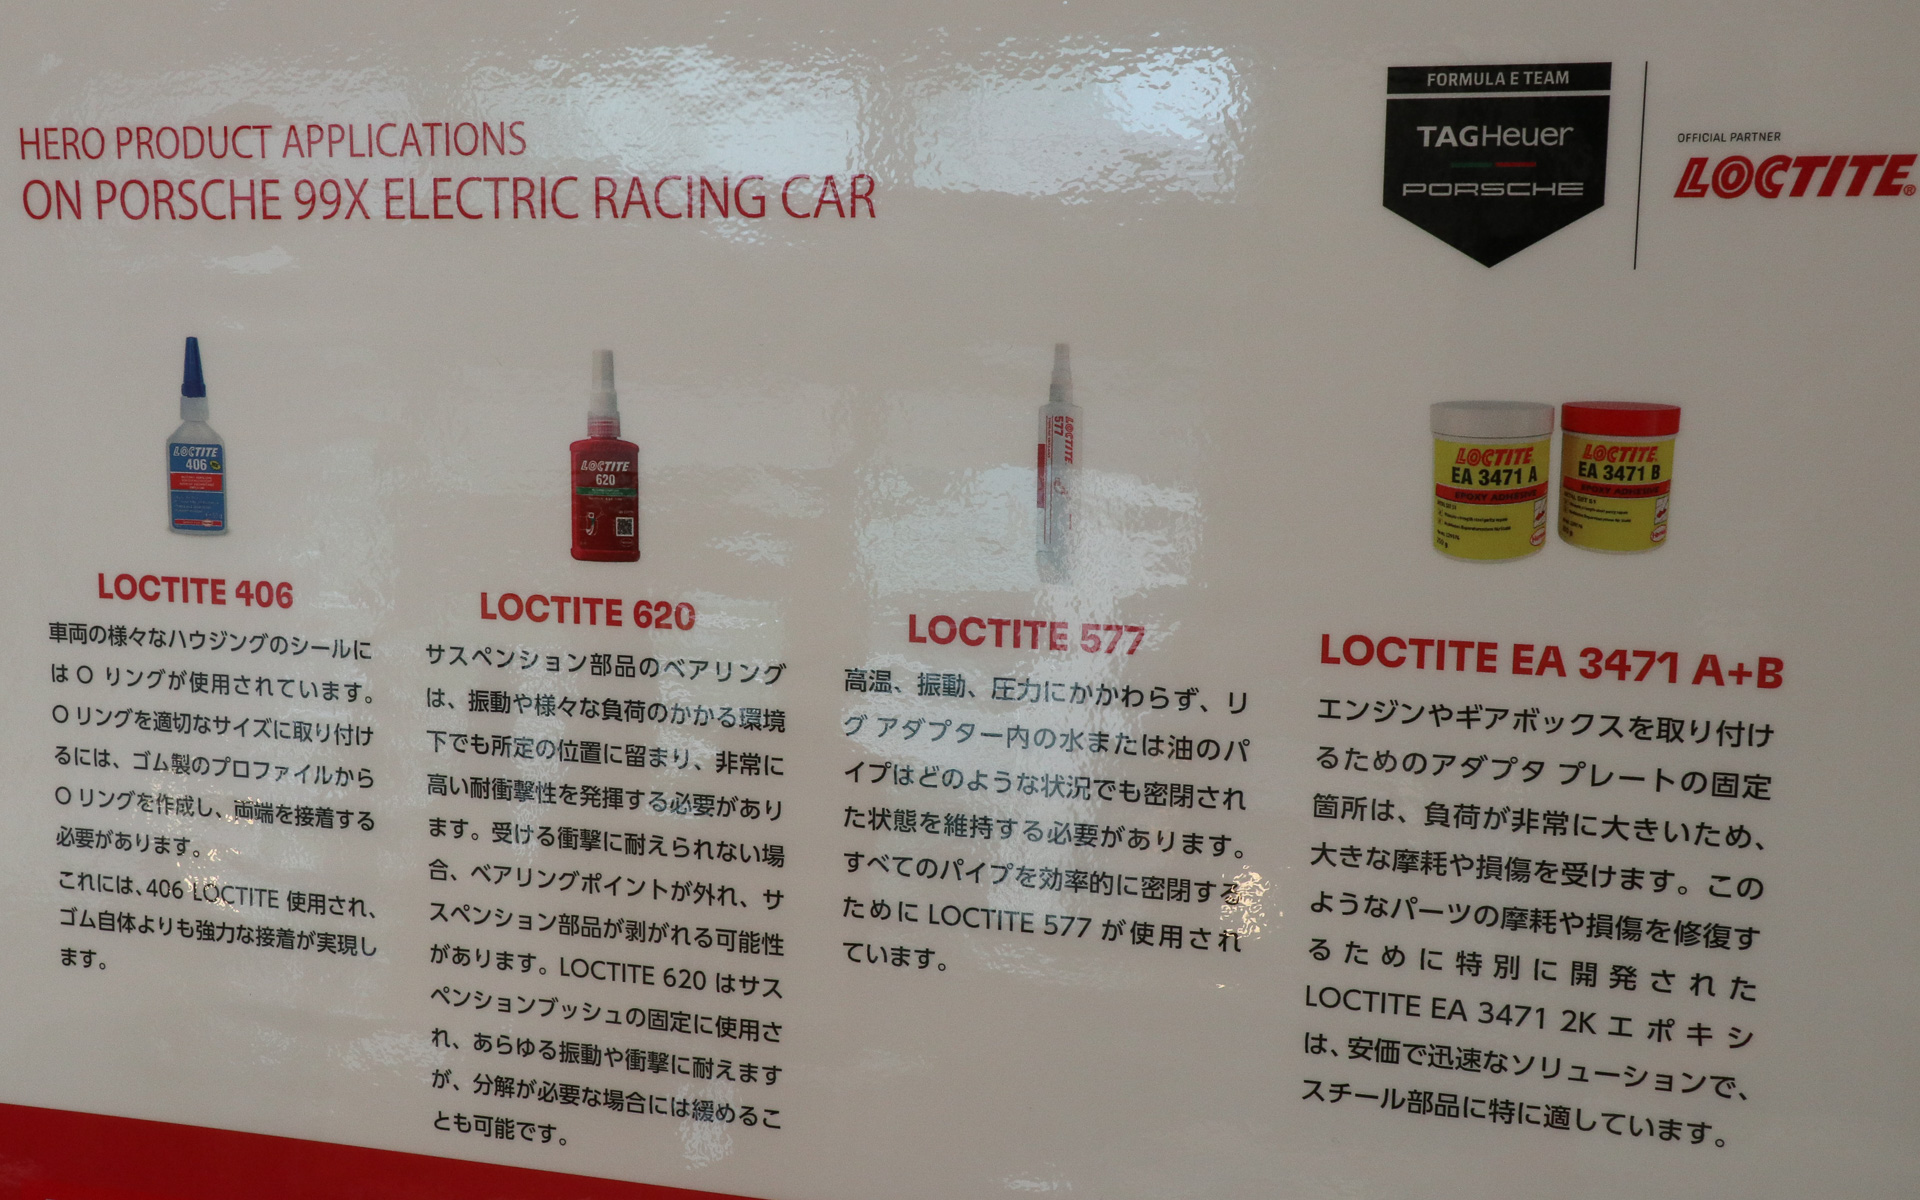 HERO PRODUCT APPLICATIONS
ON PORSCHE 99X ELECTRIC RACING CAR
FORMULA E TEAM
TAGHeuer
PORSCHE
OFFICIAL PARTNER
LOCTITE®
LOCTITE
406
LOCTITE 406
車両の様々なハウジングのシールに
は O リングが使用されています。
O リングを適切なサイズに取り付け
るには、ゴム製のプロファイルから
O リングを作成し、両端を接着する
必要があります。
これには、406 LOCTITE 使用され、
ゴム自体よりも強力な接着が実現し
ます。
LOCTITE
620
LOCTITE 620
サスペンション部品のベアリング
は、振動や様々な負荷のかかる環境
下でも所定の位置に留まり、非常に
高い耐衝撃性を発揮する必要があり
ます。受ける衝撃に耐えられない場
合、ベアリングポイントが外れ、サ
スペンション部品が剥がれる可能性
があります。LOCTITE 620 はサス
ペンションブッシュの固定に使用さ
れ、あらゆる振動や衝撃に耐えます
が、分解が必要な場合には緩めるこ
とも可能です。
LOCTITE
577
LOCTITE 577
高温、振動、圧力にかかわらず、リ
グ アダプター内の水または油のパ
イプはどのような状況でも密閉され
た状態を維持する必要があります。
すべてのパイプを効率的に密閉する
ために LOCTITE 577 が使用され
ています。
LOCTITE
EA 3471 A
EPOXY ADHESIVE
LOCTITE
EA 3471 B
EPOXY ADHESIVE
LOCTITE EA 3471 A+B
エンジンやギアボックスを取り付け
るためのアダプタ プレートの固定
箇所は、負荷が非常に大きいため、
大きな摩耗や損傷を受けます。この
ようなパーツの摩耗や損傷を修復す
るために特別に開発された
LOCTITE EA 3471 2K エポキシ
は、安価で迅速なソリューションで、
スチール部品に特に適しています。